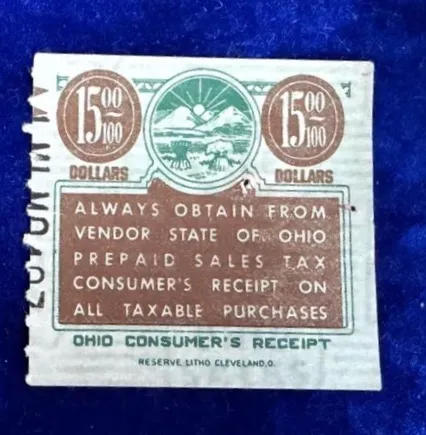 15 00/100 15 00/100
DOLLARS DOLLARS
ALWAYS OBTAIN FROM
VENDOR STATE OF OHIO
PREPAID SALES TAX
CONSUMER'S RECEIPT ON
ALL TAXABLE PURCHASES
OHIO CONSUMER'S RECEIPT
RESERVE LITHO CLEVELAND,O.